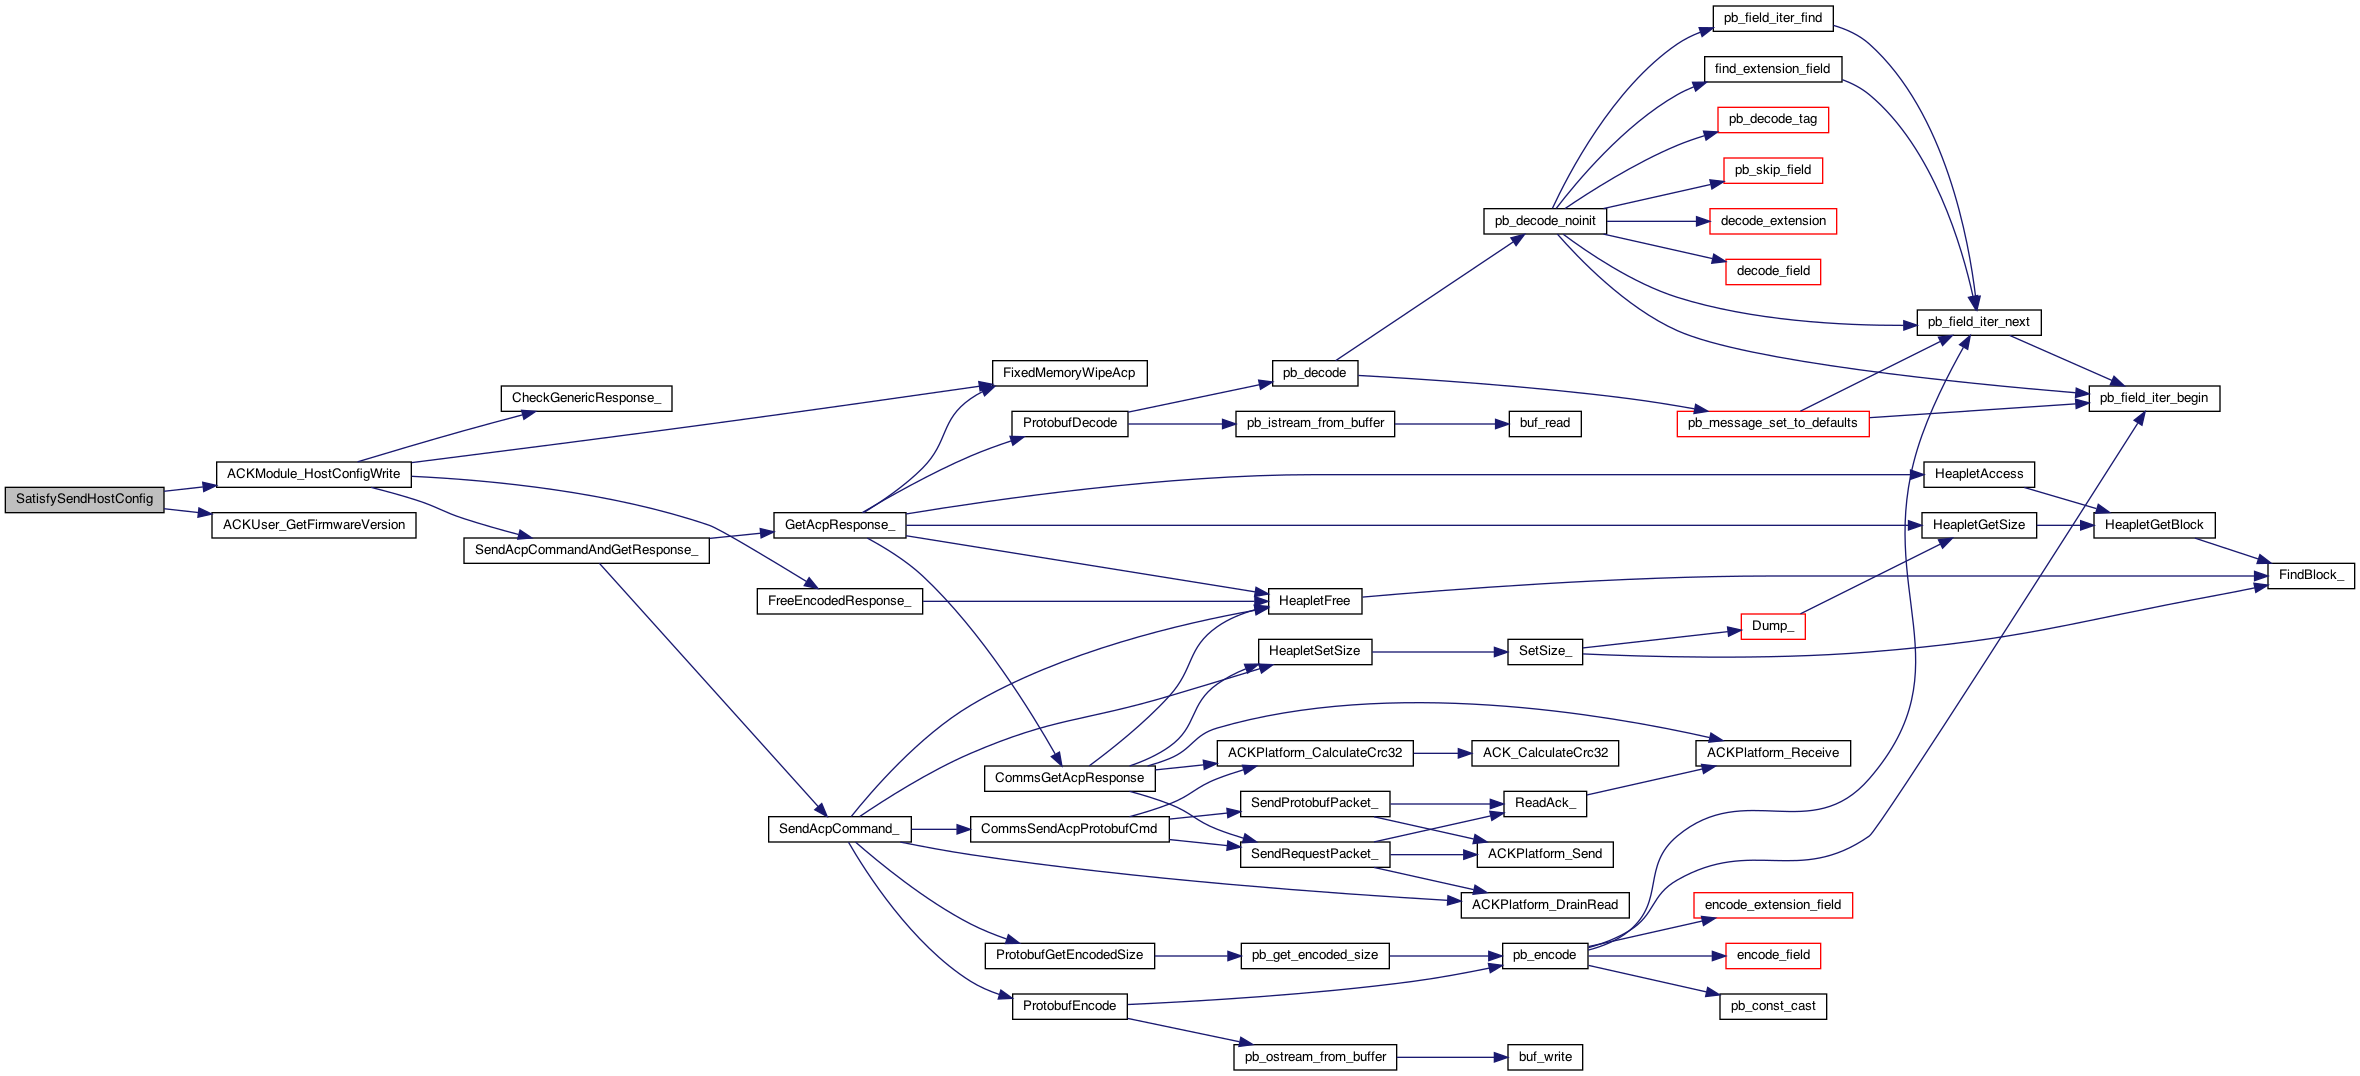 SatisfySendHostConfig
ACKModule_HostConfigWrite
ACKUser_GetFirmwareVersion
CheckGenericResponse_
SendAcpCommandAndGetResponse_
GetAcpResponse_
FreeEncodedResponse_
SendAcpCommand_
FixedMemoryWipeAcp
ProtobufDecode
CommsGetAcpResponse
CommsSendAcpProtobufCmd
ProtobufGetEncodedSize
ProtobufEncode
pb_decode
pb_istream_from_buffer
HeapletFree
HeapletSetSize
ACKPlatform_CalculateCrc32
SendProtobufPacket_
SendRequestPacket_
pb_get_encoded_size
pb_ostream_from_buffer
pb_decode_noinit
buf_read
SetSize_
ACK_CalculateCrc32
ReadAck_
ACKPlatform_Send
ACKPlatform_DrainRead
pb_encode
buf_write
pb_field_iter_find
find_extension_field
pb_decode_tag
pb_skip_field
decode_extension
decode_field
pb_message_set_to_defaults
Dump_
ACKPlatform_Receive
encode_extension_field
encode_field
pb_const_cast
pb_field_iter_next
HeapletAccess
HeapletGetSize
pb_field_iter_begin
HeapletGetBlock
FindBlock_